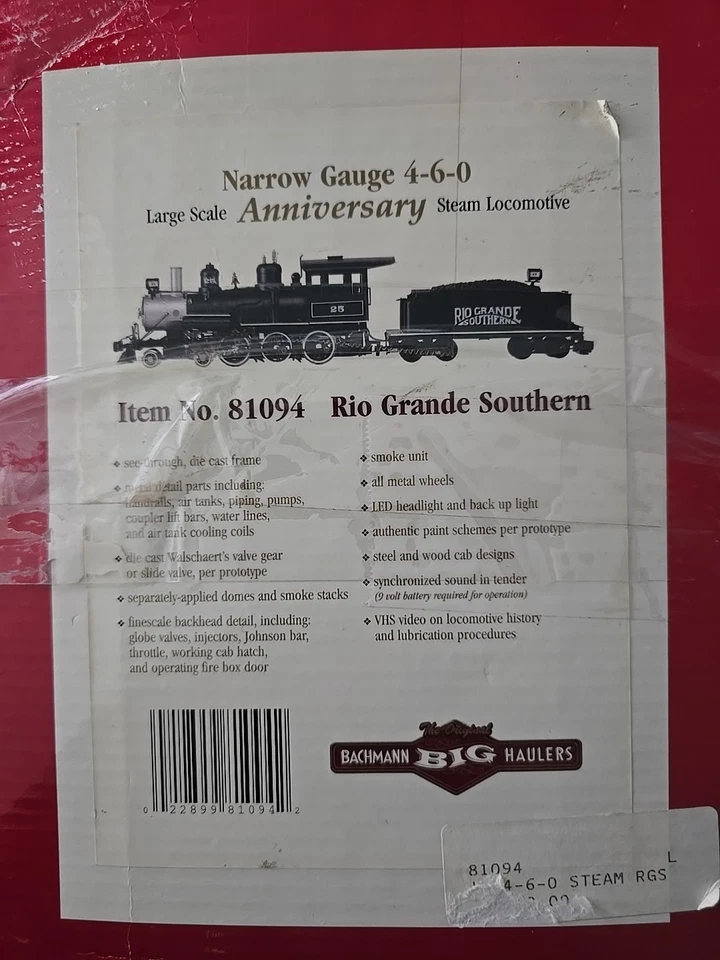 Narrow Gauge 4-6-0
Large Scale Anniversary Steam Locomotive
25
RIO GRANDE
SOUTHERN
Item No. 81094 Rio Grande Southern
❖ see-through, die cast frame
❖ metal detail parts including:
handrails, air tanks, piping, pumps,
coupler lift bars, water lines,
and air tank cooling coils
❖ die cast Walschaert's valve gear
or slide valve, per prototype
❖ separately-applied domes and smoke stacks
❖ finescale backhead detail, including:
globe valves, injectors, Johnson bar,
throttle, working cab hatch,
and operating fire box door
❖ smoke unit
❖ all metal wheels
❖ LED headlight and back up light
❖ authentic paint schemes per prototype
❖ steel and wood cab designs
❖ synchronized sound in tender
(9 volt battery required for operation)
❖ VHS video on locomotive history
and lubrication procedures
0 22899 81094 2
The Original
BACHMANN BIG HAULERS
81094 L
4-6-0 STEAM RGS